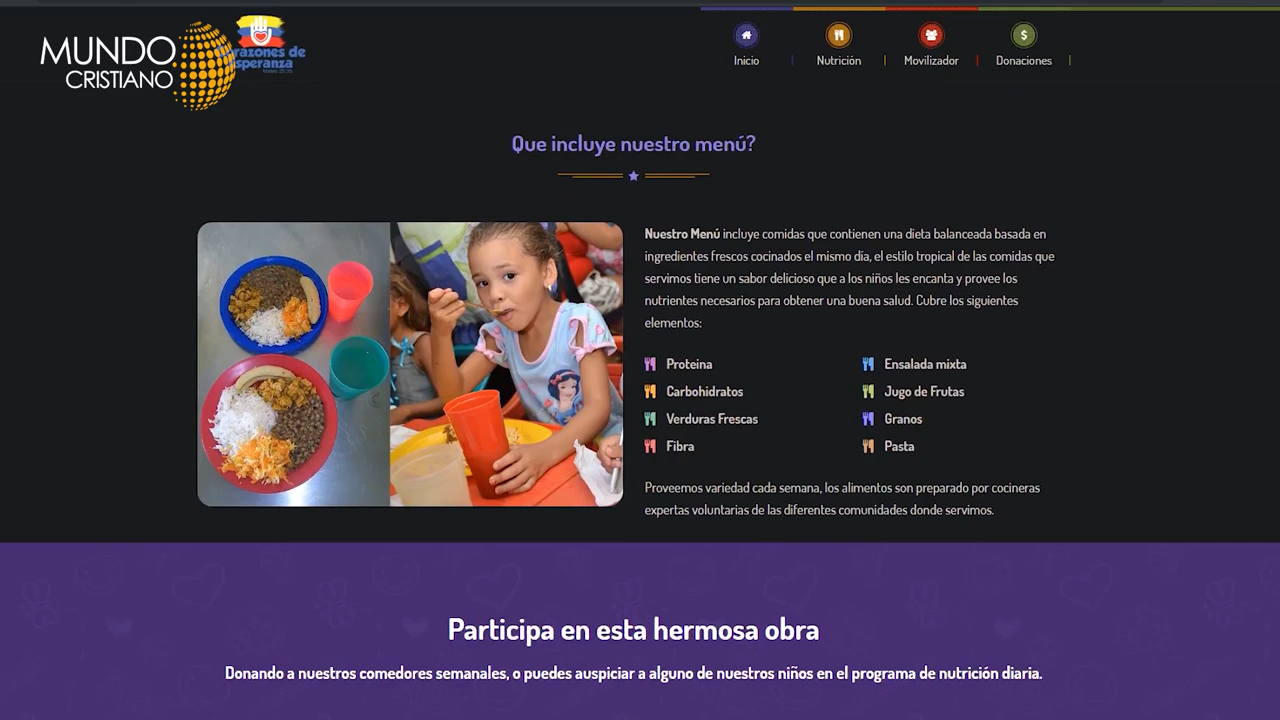 MUNDO
CRISTIANO
Inicio
Nutrición
Movilizador
Donaciones
Que incluye nuestro menú?
Nuestro Menú incluye comidas que contienen una dieta balanceada basada en
ingredientes frescos cocinados el mismo día, el estilo tropical de las comidas que
servimos tiene un sabor delicioso que a los niños les encanta y provee los
nutrientes necesarios para obtener una buena salud. Cubre los siguientes
elementos:
Proteina
Carbohidratos
Verduras Frescas
Fibra
Ensalada mixta
Jugo de Frutas
Granos
Pasta
Proveemos variedad cada semana, los alimentos son preparado por cocineras
expertas voluntarias de las diferentes comunidades donde servimos.
Participa en esta hermosa obra
Donando a nuestros comedores semanales, o puedes auspiciar a alguno de nuestros niños en el programa de nutrición diaria.